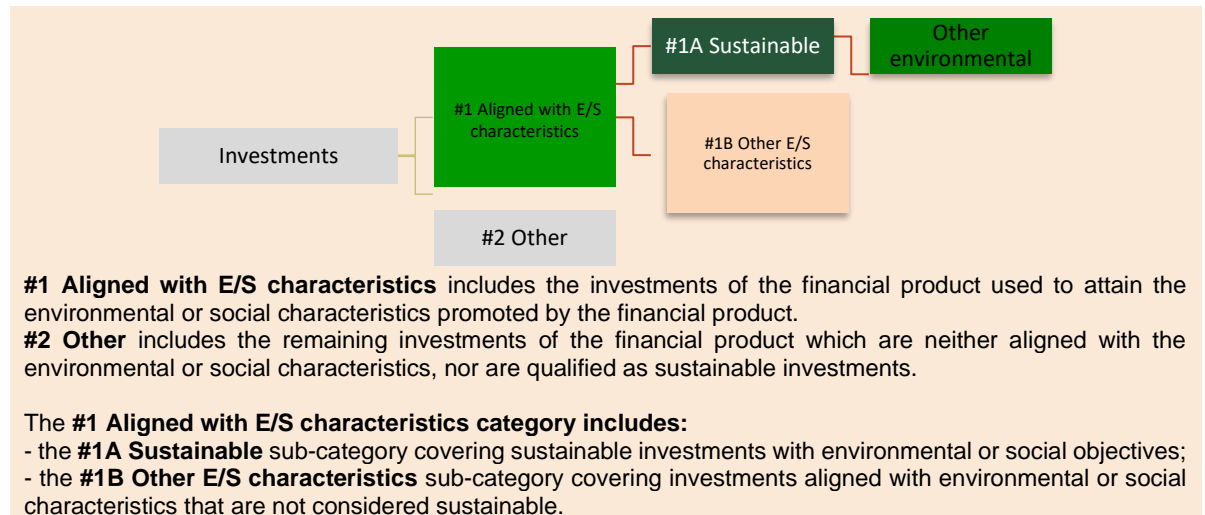 #1A Sustainable
Other
environmental
#1 Aligned with E/S
characteristics
#1B Other E/S
characteristics
Investments
#2 Other
#1 Aligned with E/S characteristics includes the investments of the financial product used to attain the
environmental or social characteristics promoted by the financial product.
#2 Other includes the remaining investments of the financial product which are neither aligned with the
environmental or social characteristics, nor are qualified as sustainable investments.
The #1 Aligned with E/S characteristics category includes:
- the #1A Sustainable sub-category covering sustainable investments with environmental or social objectives;
- the #1B Other E/S characteristics sub-category covering investments aligned with environmental or social
characteristics that are not considered sustainable.